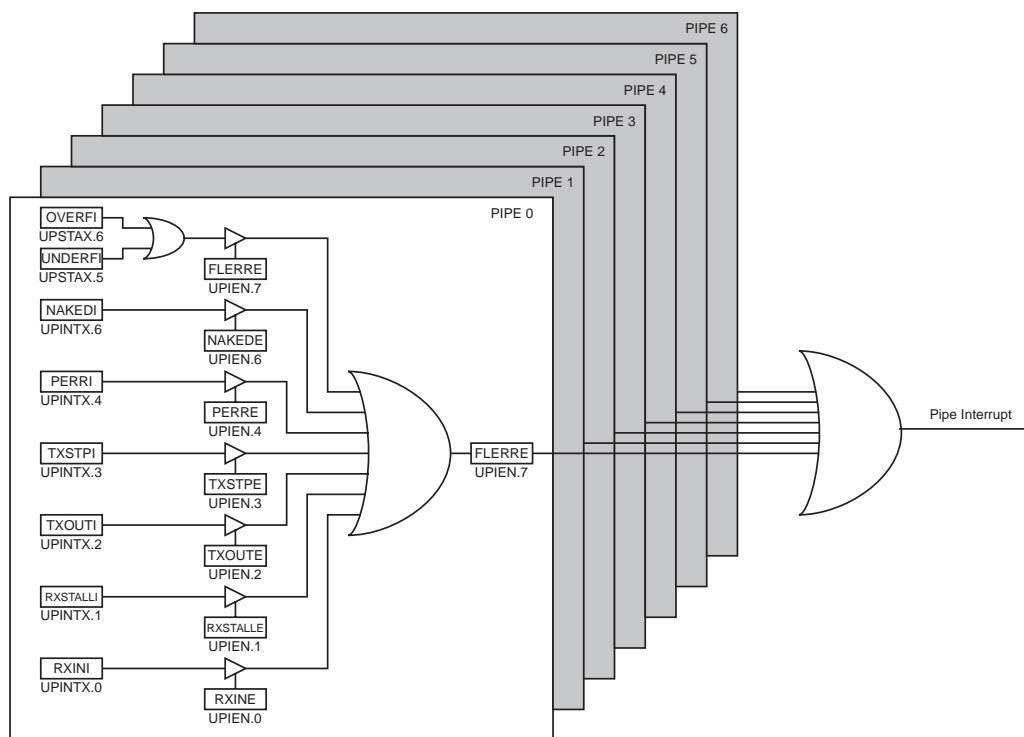 PIPE 6
PIPE 5
PIPE 4
PIPE 3
PIPE 2
PIPE 1
PIPE 0
OVERFI
UPSTAX.6
UNDERFI
UPSTAX.5
FLERRE
UPIEN.7
NAKEDI
UPINTX.6
NAKEDE
UPIEN.6
PERRI
UPINTX.4
PERRE
UPIEN.4
TXSTPI
UPINTX.3
TXSTPE
UPIEN.3
TXOUTI
UPINTX.2
TXOUTE
UPIEN.2
RXSTALLI
UPINTX.1
RXSTALLE
UPIEN.1
RXINI
UPINTX.0
RXINE
UPIEN.0
FLERRE
UPIEN.7
Pipe Interrupt